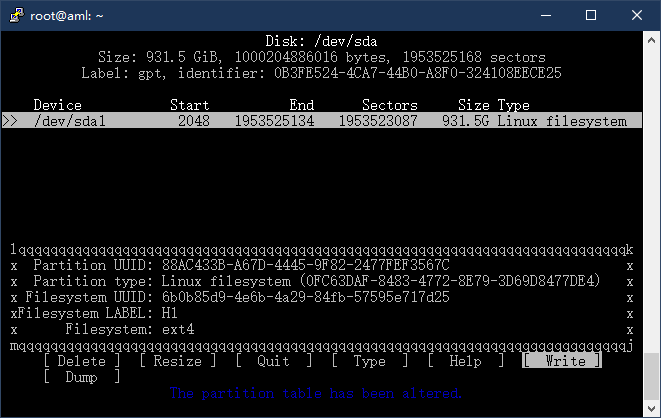 root@aml: ~
Disk: /dev/sda
Size: 931.5 GiB, 1000204886016 bytes, 1953525168 sectors
Label: gpt, identifier: 0B3FE524-4CA7-44B0-A8F0-324108EECE25
Device Start End Sectors Size Type
>> /dev/sda1 2048 1953525134 1953523087 931.5G Linux filesystem
lqqqqqqqqqqqqqqqqqqqqqqqqqqqqqqqqqqqqqqqqqqqqqqqqqqqqqqqqqqqqqqqqqqqqqqqqqqqqk
x Partition UUID: 88AC433B-A67D-4445-9F82-2477FEF3567C x
x Partition type: Linux filesystem (0FC63DAF-8483-4772-8E79-3D69D8477DE4) x
x Filesystem UUID: 6b0b85d9-4e6b-4a29-84fb-57595e717d25 x
xFilesystem LABEL: H1 x
x Filesystem: ext4 x
mqqqqqqqqqqqqqqqqqqqqqqqqqqqqqqqqqqqqqqqqqqqqqqqqqqqqqqqqqqqqqqqqqqqqqqqqqqqqj
[ Delete ] [ Resize ] [ Quit ] [ Type ] [ Help ] [ Write ]
[ Dump ]
The partition table has been altered.